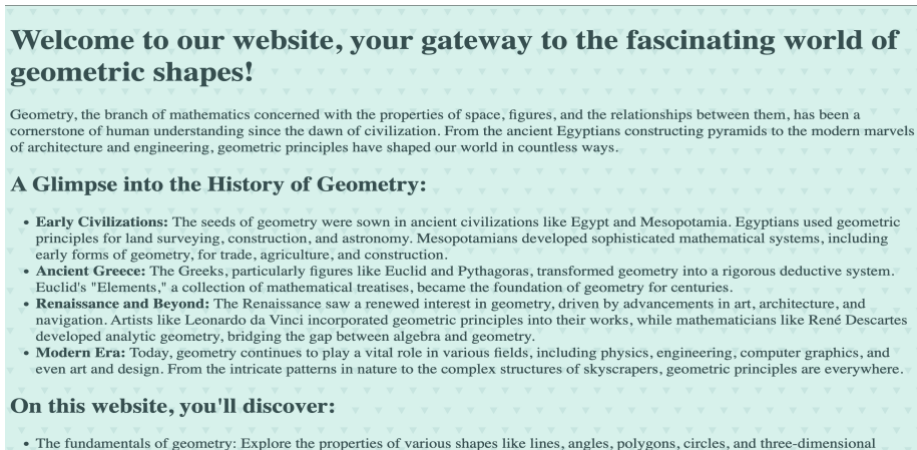 Welcome to our website, your gateway to the fascinating world of
geometric shapes!
Geometry, the branch of mathematics concerned with the properties of space, figures, and the relationships between them, has been a
cornerstone of human understanding since the dawn of civilization. From the ancient Egyptians constructing pyramids to the modern marvels
of architecture and engineering, geometric principles have shaped our world in countless ways.
A Glimpse into the History of Geometry:
• Early Civilizations: The seeds of geometry were sown in ancient civilizations like Egypt and Mesopotamia. Egyptians used geometric
principles for land surveying, construction, and astronomy. Mesopotamians developed sophisticated mathematical systems, including
early forms of geometry, for trade, agriculture, and construction.
• Ancient Greece: The Greeks, particularly figures like Euclid and Pythagoras, transformed geometry into a rigorous deductive system.
Euclid's "Elements," a collection of mathematical treatises, became the foundation of geometry for centuries.
• Renaissance and Beyond: The Renaissance saw a renewed interest in geometry, driven by advancements in art, architecture, and
navigation. Artists like Leonardo da Vinci incorporated geometric principles into their works, while mathematicians like René Descartes
developed analytic geometry, bridging the gap between algebra and geometry.
• Modern Era: Today, geometry continues to play a vital role in various fields, including physics, engineering, computer graphics, and
even art and design. From the intricate patterns in nature to the complex structures of skyscrapers, geometric principles are everywhere.
On this website, you'll discover:
• The fundamentals of geometry: Explore the properties of various shapes like lines, angles, polygons, circles, and three-dimensional